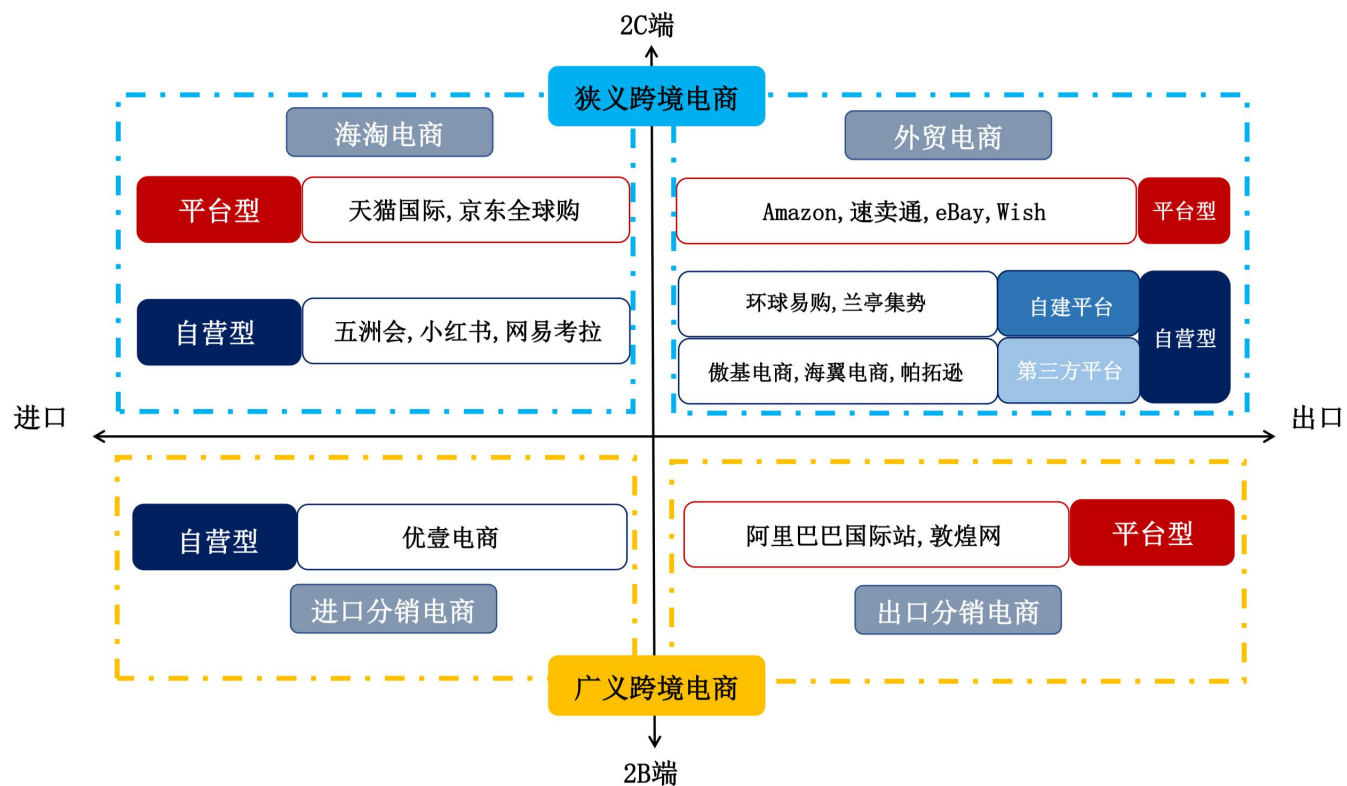 2C端
狭义跨境电商
海淘电商
外贸电商
平台型
天猫国际,京东全球购
Amazon,速卖通,eBay,Wish
平台型
自营型
五洲会,小红书,网易考拉
环球易购,兰亭集势
自建平台
自营型
傲基电商,海翼电商,帕拓逊
第三方平台
进口
出口
自营型
优壹电商
阿里巴巴国际站,敦煌网
平台型
进口分销电商
出口分销电商
广义跨境电商
2B端